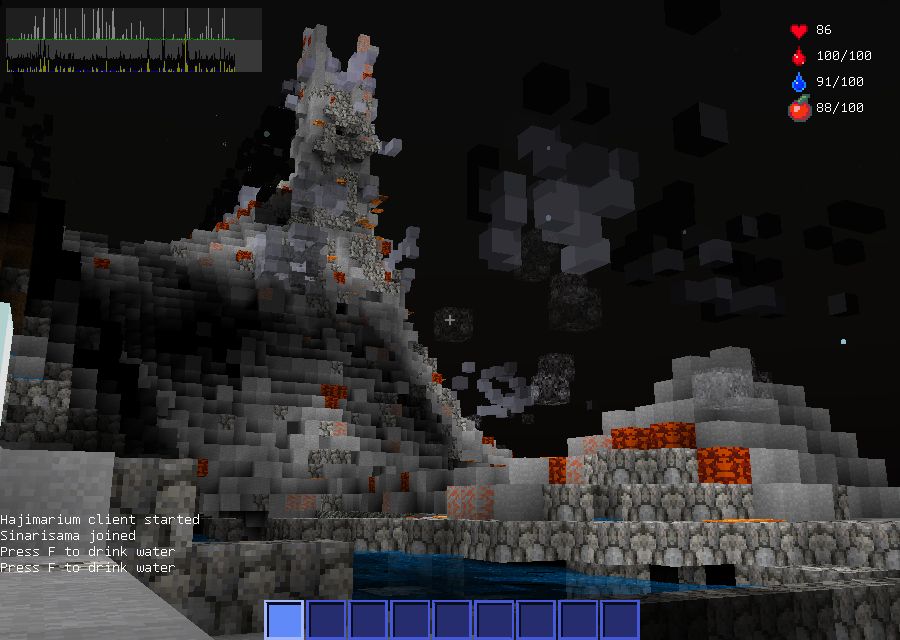 86
100/100
91/100
88/100
Hajimarium client started
Sinarisama joined
Press F to drink water
Press F to drink water